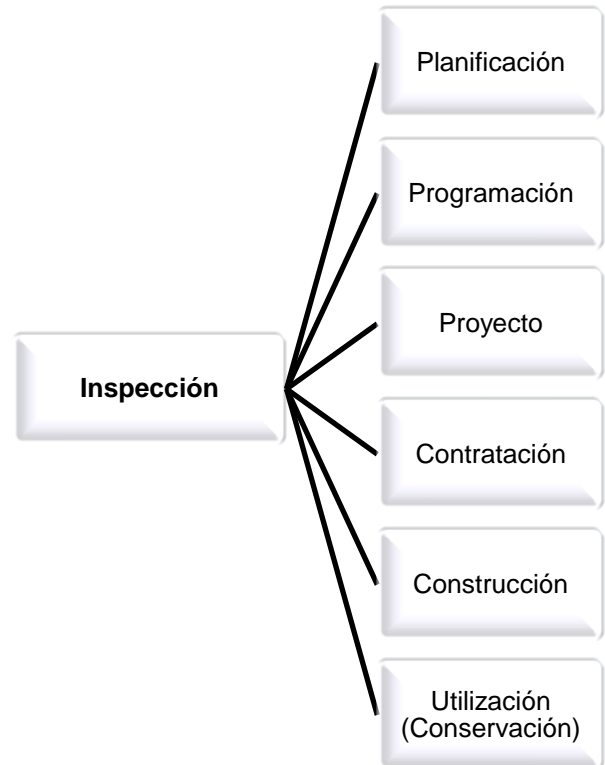 Planificación
Programación
Proyecto
Inspección
Contratación
Construcción
Utilización
(Conservación)